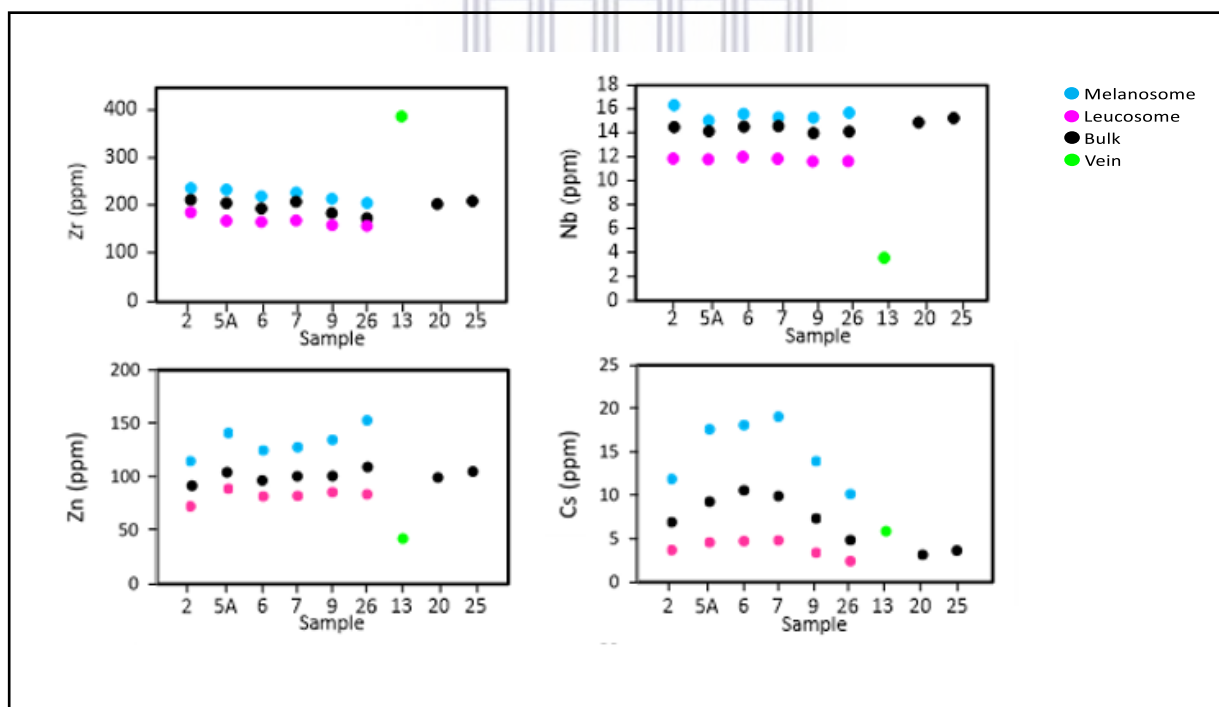 400
300
200
100
0
Zr (ppm)
2 5A 6 7 9 26 13 20 25
Sample
18
16
14
12
10
8
6
4
2
0
Nb (ppm)
2 5A 6 7 9 26 13 20 25
Sample
Melanosome
Leucosome
Bulk
Vein
200
150
100
50
0
Zn (ppm)
2 5A 6 7 9 26 13 20 25
Sample
25
20
15
10
5
0
Cs (ppm)
2 5A 6 7 9 26 13 20 25
Sample